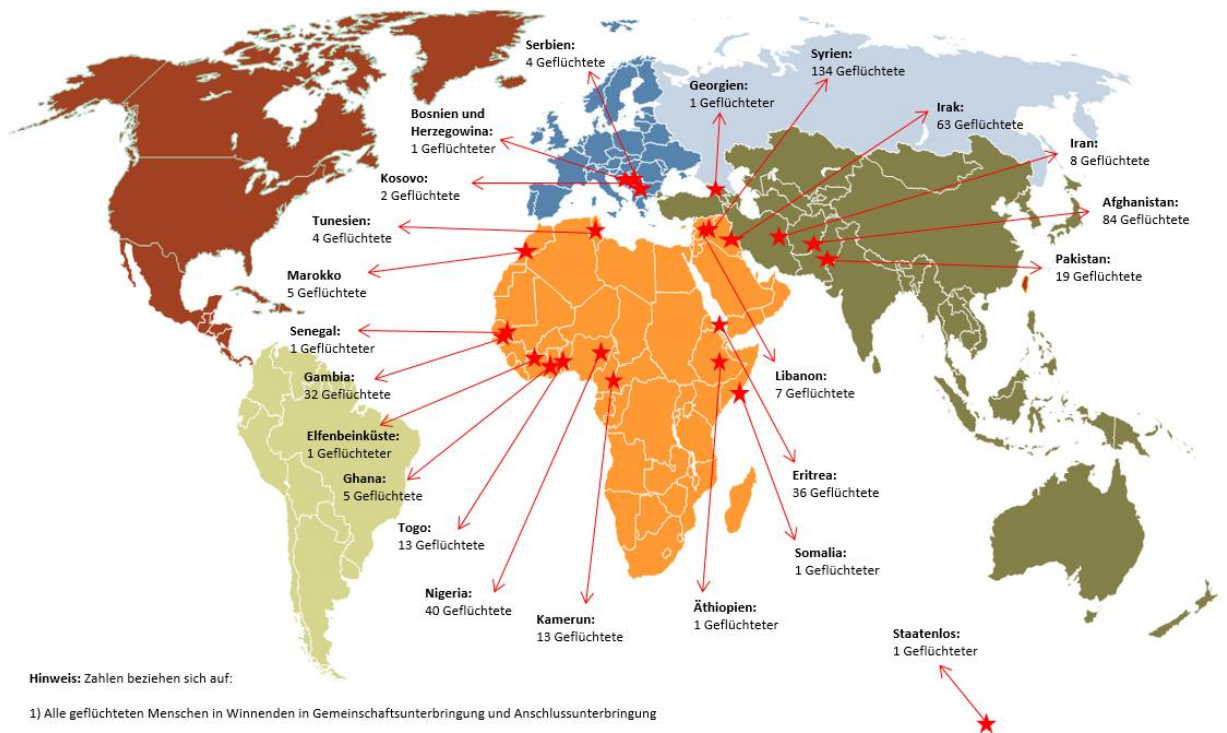 Serbien:
4 Geflüchtete
Syrien:
134 Geflüchtete
Georgien:
1 Geflüchteter
Bosnien und
Herzegowina:
1 Geflüchteter
Irak:
63 Geflüchtete
Iran:
8 Geflüchtete
Kosovo:
2 Geflüchtete
Afghanistan:
84 Geflüchtete
Tunesien:
4 Geflüchtete
Pakistan:
19 Geflüchtete
Marokko
5 Geflüchtete
Senegal:
1 Geflüchteter
Gambia:
32 Geflüchtete
Libanon:
7 Geflüchtete
Elfenbeinküste:
1 Geflüchteter
Ghana:
5 Geflüchtete
Eritrea:
36 Geflüchtete
Togo:
13 Geflüchtete
Somalia:
1 Geflüchteter
Nigeria:
40 Geflüchtete
Kamerun:
13 Geflüchtete
Äthiopien:
1 Geflüchteter
Staatenlos:
1 Geflüchteter
Hinweis: Zahlen beziehen sich auf:
1) Alle geflüchteten Menschen in Winnenden in Gemeinschaftsunterbringung und Anschlussunterbringung